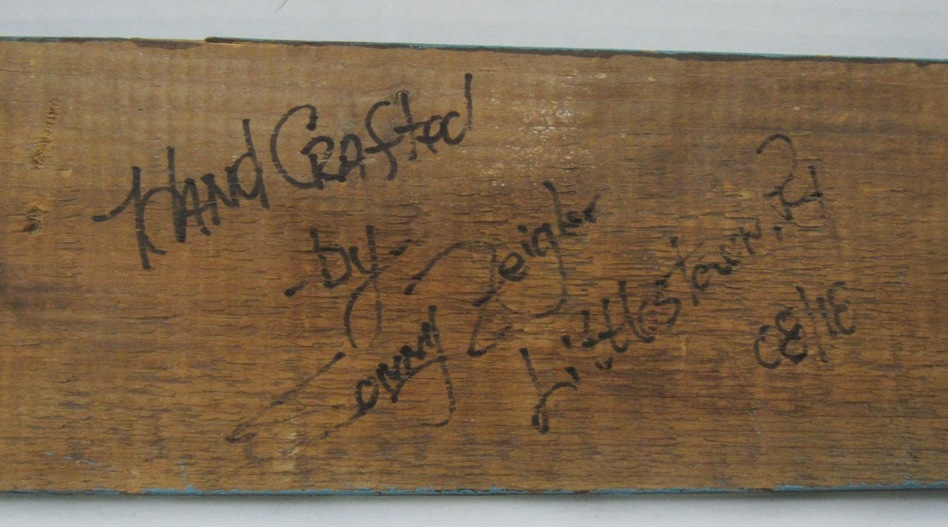 Hand Crafted
by
Zeigler
Littlestown, Pa